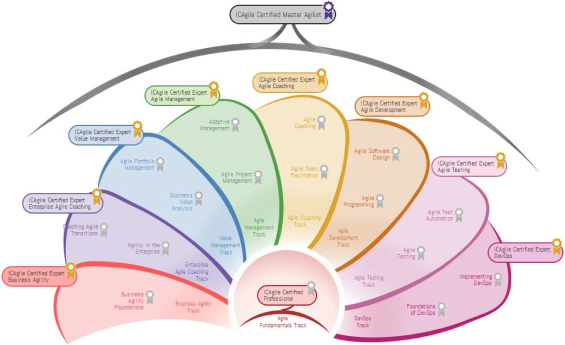 ICAgile Certified Master Agilist
ICAgile Certified Expert
Agile Coaching
ICAgile Certified Expert
Agile Management
ICAgile Certified Expert
Agile Development
Adaptive
Management
Agile
Coaching
ICAgile Certified Expert
Value Management
Agile Software
Design
Agile Portfolio
Management
Agile Project
Management
Agile Team
Facilitation
ICAgile Certified Expert
Agile Testing
ICAgile Certified Expert
Enterprise Agile Coaching
Business
Value
Analysis
Agile
Programming
Agile Test
Automation
Coaching Agile
Transitions
Agility in the
Enterprise
Value
Management
Track
Agile
Management
Track
Agile Coaching
Track
Agile
Development
Track
Agile
Testing
ICAgile Certified Expert
DevOps
ICAgile Certified Expert
Business Agility
Enterprise
Agile Coaching
Track
Agile Testing
Track
Implementing
DevOps
Business
Agility
Foundations
Business Agility
Track
ICAgile Certified
Professional
Agile
Fundamentals Track
DevOps
Track
Foundations
of DevOps